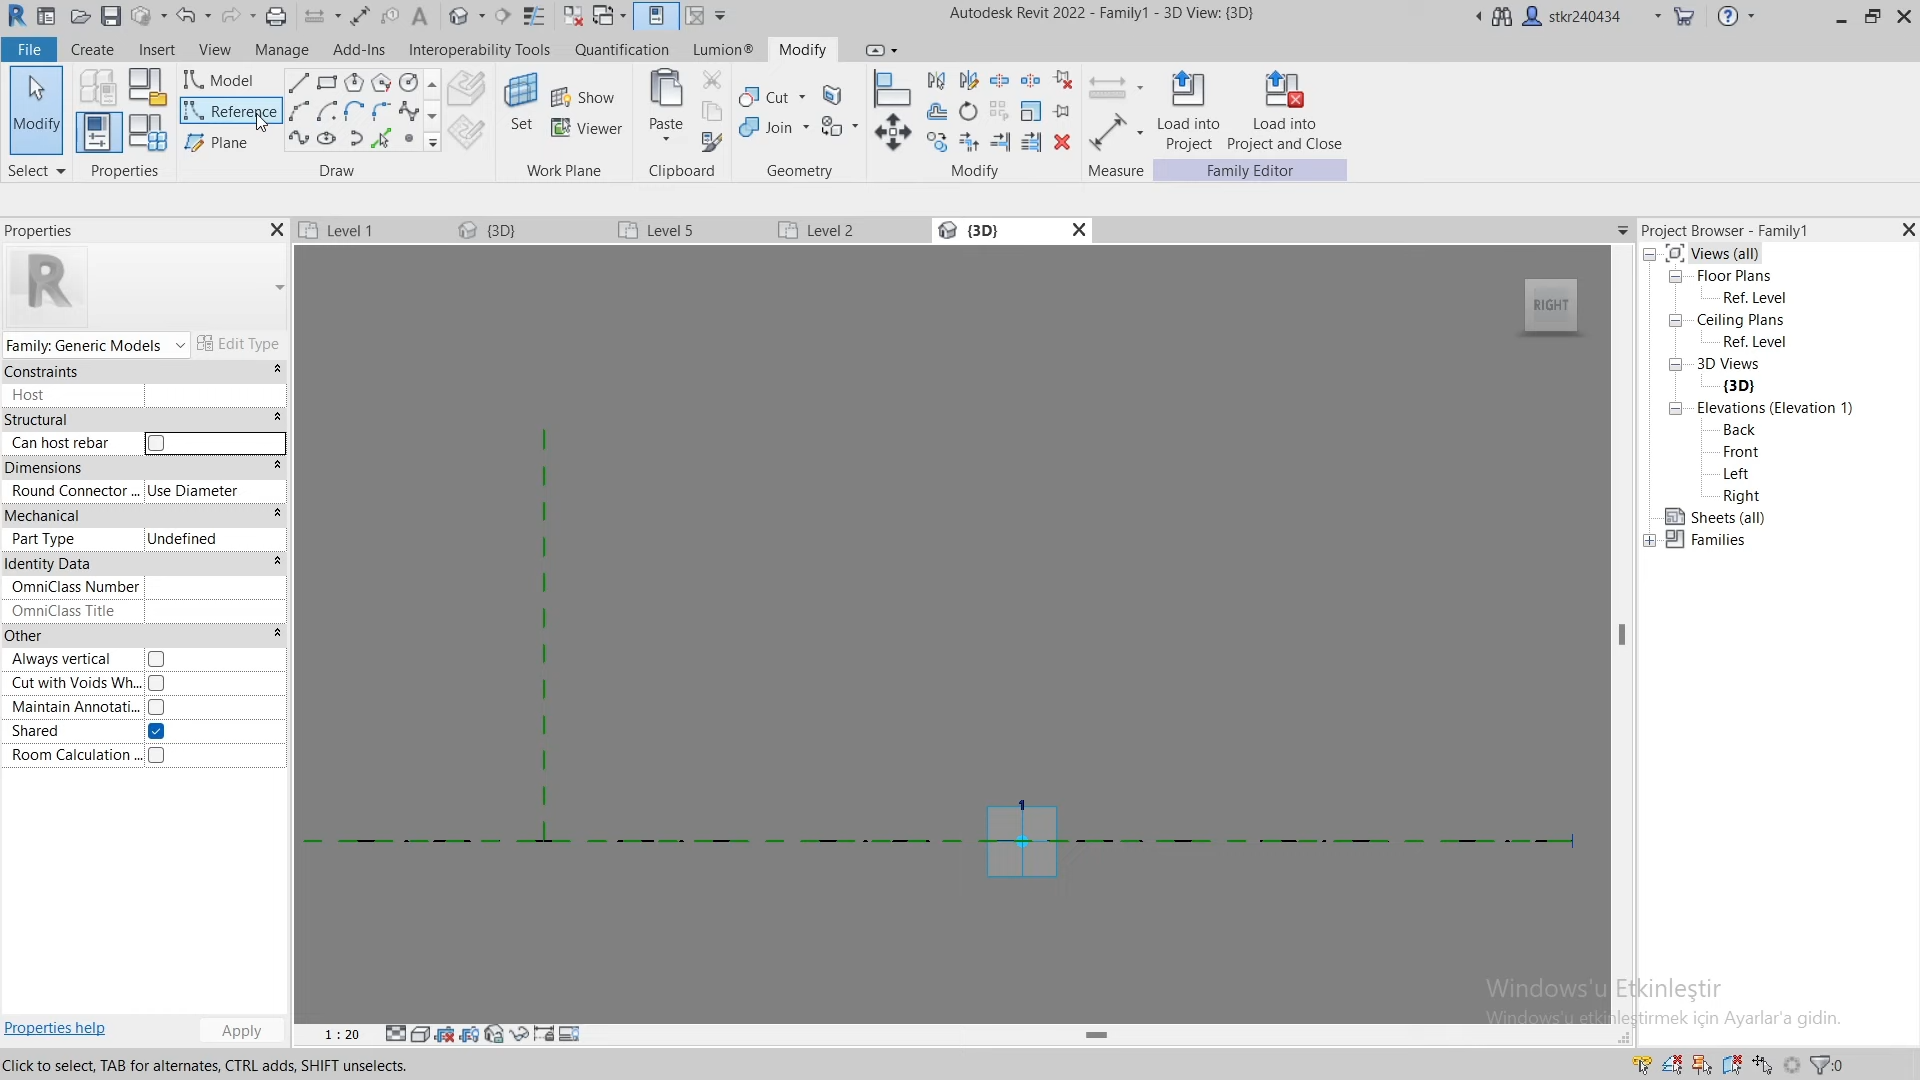 Autodesk Revit 2022 - Family1 - 3D View: {3D}
stkr240434
File
Create
Insert
View
Manage
Add-Ins
Interoperability Tools
Quantification
Lumion®
Modify
Modify
Model
Reference
Plane
Set
Show
Viewer
Paste
Cut
Join
Load into
Project
Load into
Project and Close
Select
Properties
Draw
Work Plane
Clipboard
Geometry
Modify
Measure
Family Editor
Properties
Level 1
{3D}
Level 5
Level 2
{3D}
Project Browser - Family1
Family: Generic Models
Edit Type
Constraints
Host
Structural
Can host rebar
Dimensions
Round Connector ... Use Diameter
Mechanical
Part Type Undefined
Identity Data
OmniClass Number
OmniClass Title
Other
Always vertical
Cut with Voids Wh...
Maintain Annotati...
Shared
Room Calculation ...
Properties help
Apply
RIGHT
1
Views (all)
Floor Plans
Ref. Level
Ceiling Plans
Ref. Level
3D Views
{3D}
Elevations (Elevation 1)
Back
Front
Left
Right
Sheets (all)
Families
Windows'u Etkinleştir
Windows'u etkinleştirmek için Ayarlar'a gidin.
1 : 20
Click to select, TAB for alternates, CTRL adds, SHIFT unselects.
:0